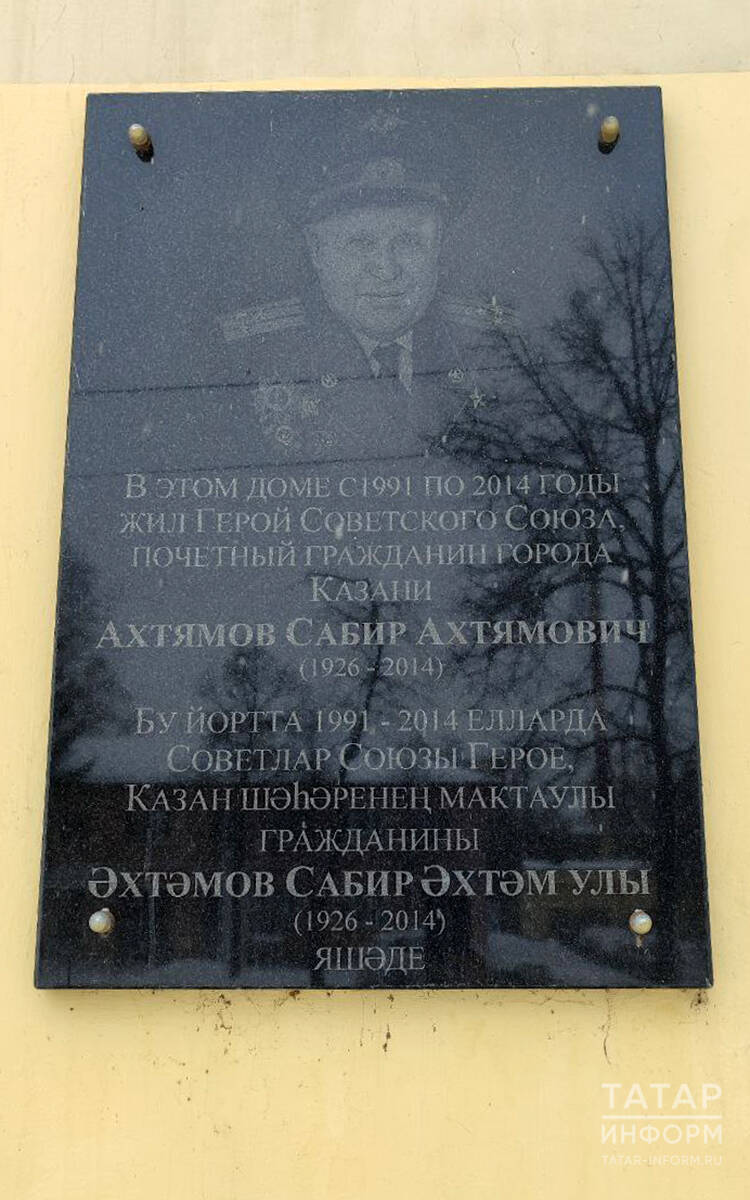 В ЭТОМ ДОМЕ С1991 ПО 2014 ГОДЫ
ЖИЛ ГЕРОЙ СОВЕТСКОГО СОЮЗА,
ПОЧЕТНЫЙ ГРАЖДАНИН ГОРОДА
КАЗАНИ
АХТЯМОВ САБИР АХТЯМОВИЧ
(1926 - 2014)
БУ ЙОРТТА 1991 - 2014 ЕЛЛАРДА
СОВЕТЛАР СОЮЗЫ ГЕРОЕ,
КАЗАН ШӘҺӘРЕНЕҢ МАКТАУЛЫ
ГРАЖДАНИНЫ
ӘХТӘМОВ САБИР ӘХТӘМ УЛЫ
(1926 - 2014)
ЯШӘДЕ
ТАТАР
ИНФОРМ
TATAR-INFORM.RU